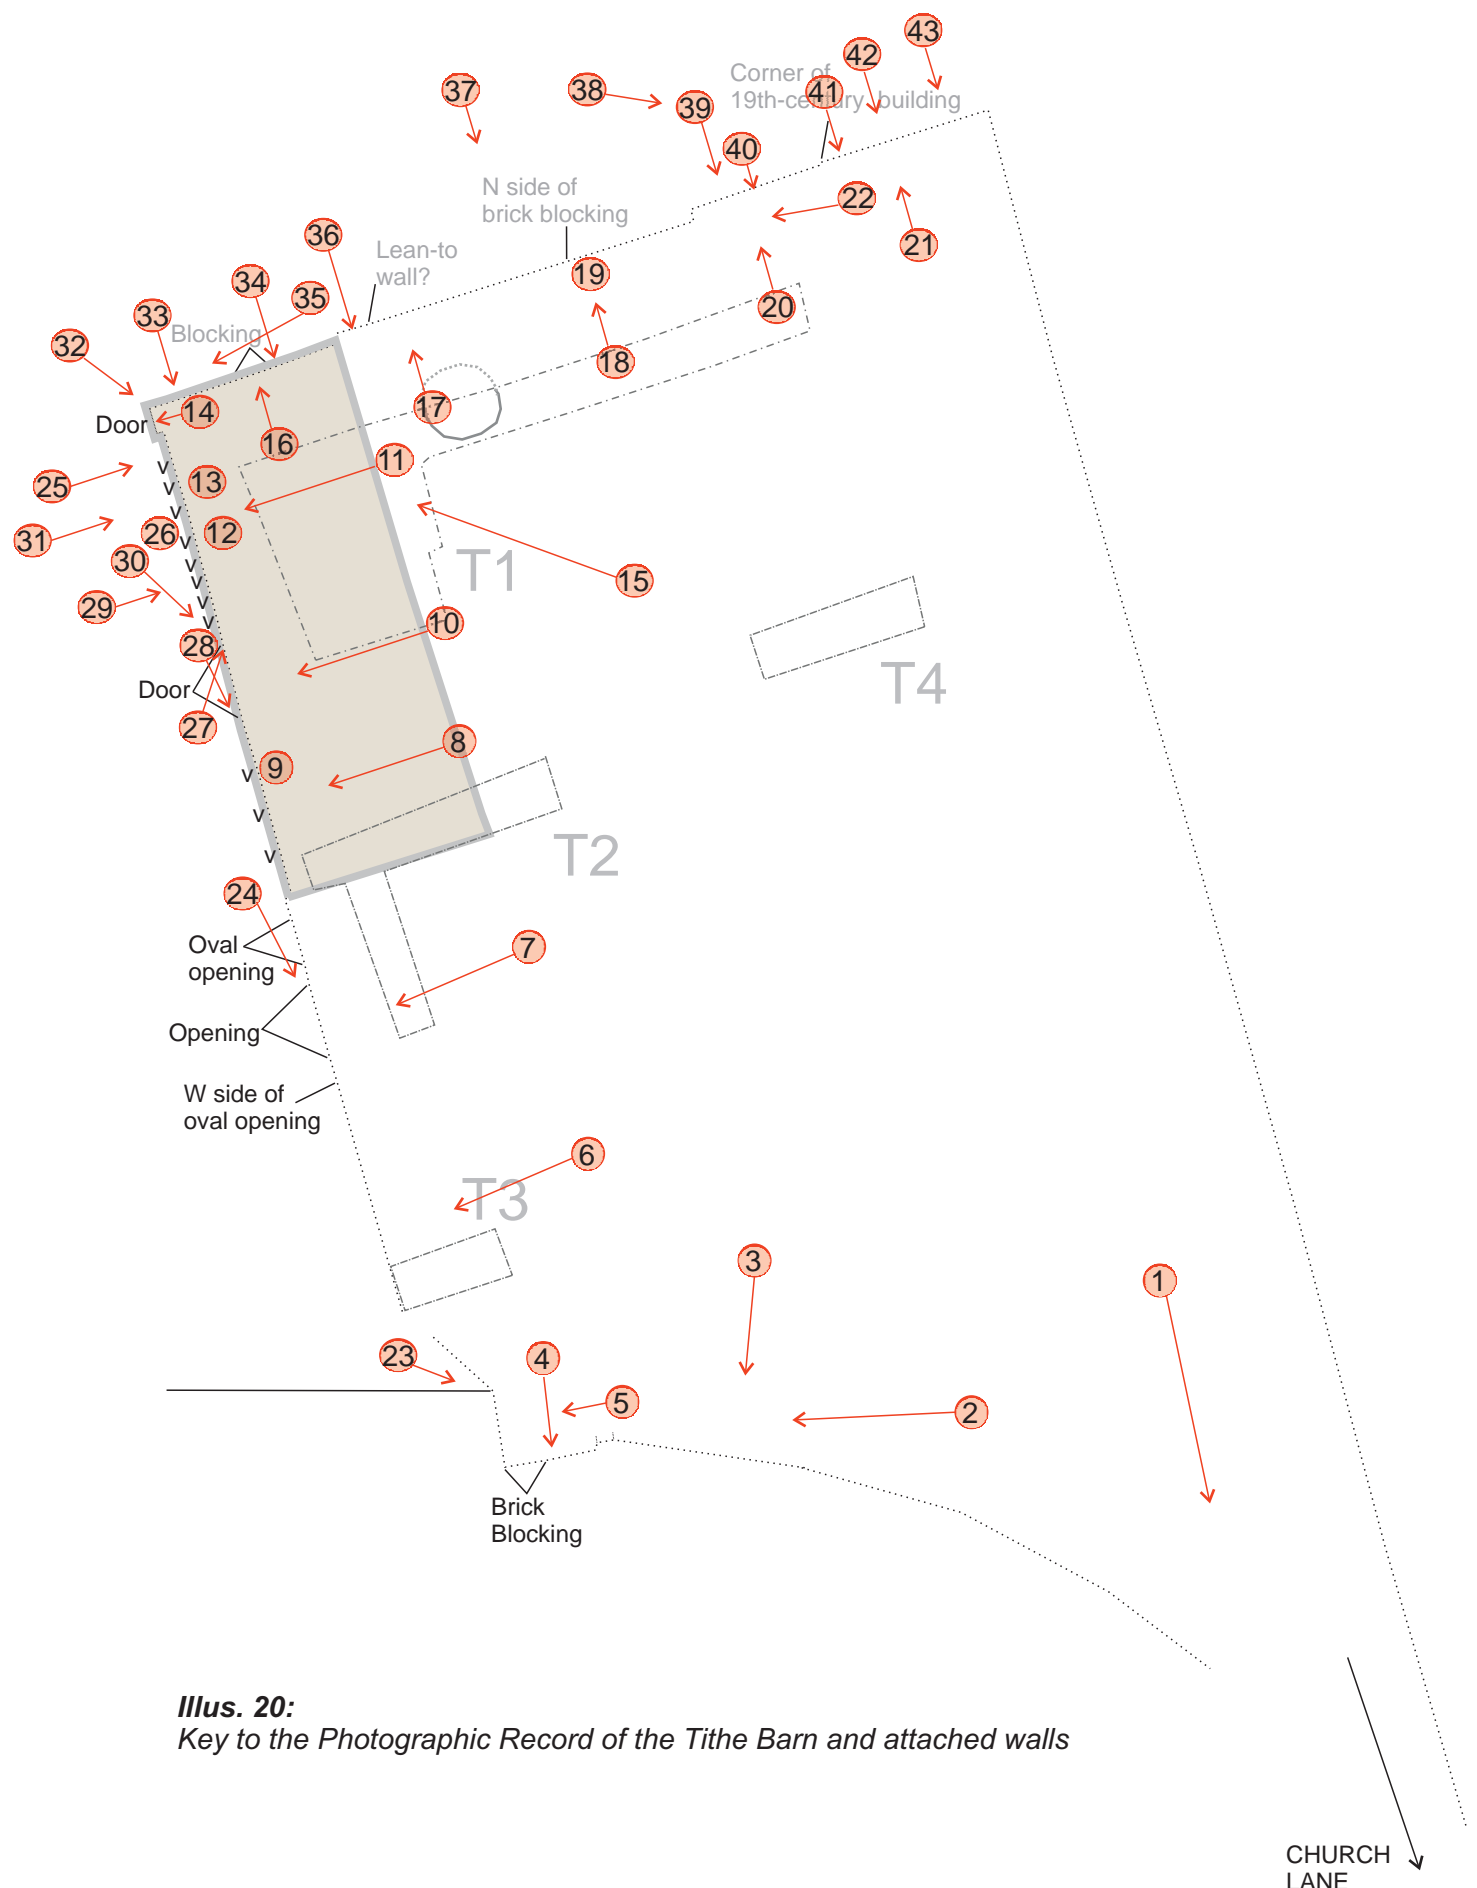 43
42
Corner of
41
19th-century building
37
38
39
40
N side of
brick blocking
22
36
21
Lean-to
wall?
19
34
35
20
33
Blocking
32
18
14
17
Door
16
11
v
25
13
v
v
31
26
12
v
30
v
T1
15
v
29
v
10
v
28
T4
Door
27
8
9
v
v
T2
v
24
Oval
opening
7
Opening
W side of
oval opening
6
T3
3
1
23
4
5
2
Brick
Blocking
Illus. 20:
Key to the Photographic Record of the Tithe Barn and attached walls
CHURCH
LANE